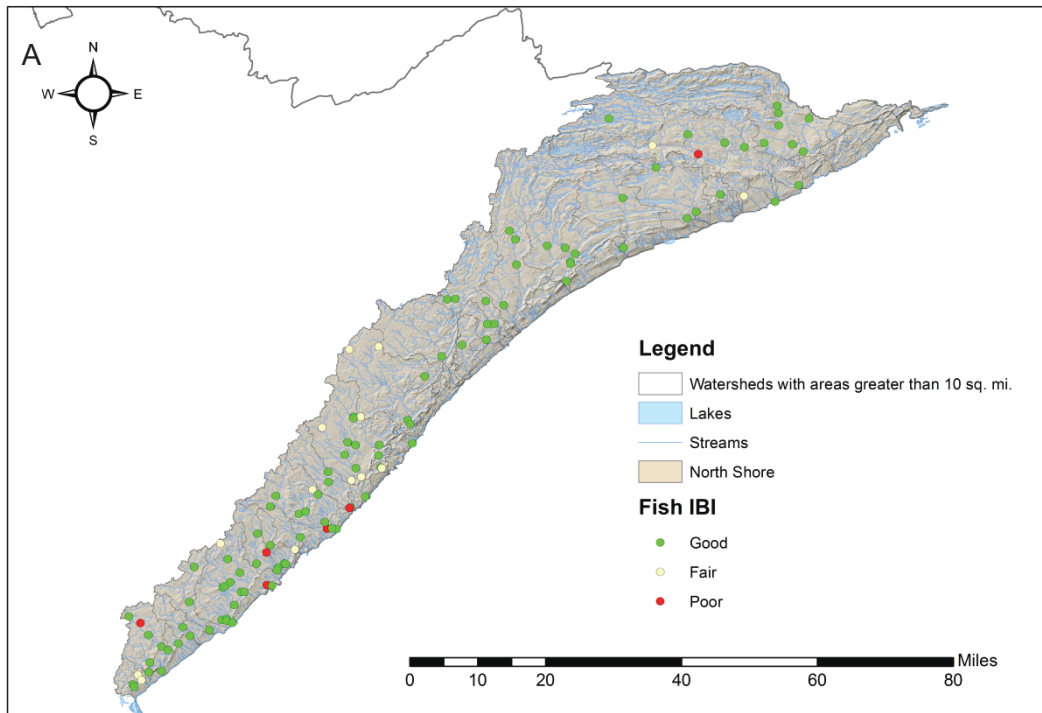 A
N
W E
S
Legend
Watersheds with areas greater than 10 sq. mi.
Lakes
Streams
North Shore
Fish IBI
Good
Fair
Poor
Miles
0 10 20 40 60 80